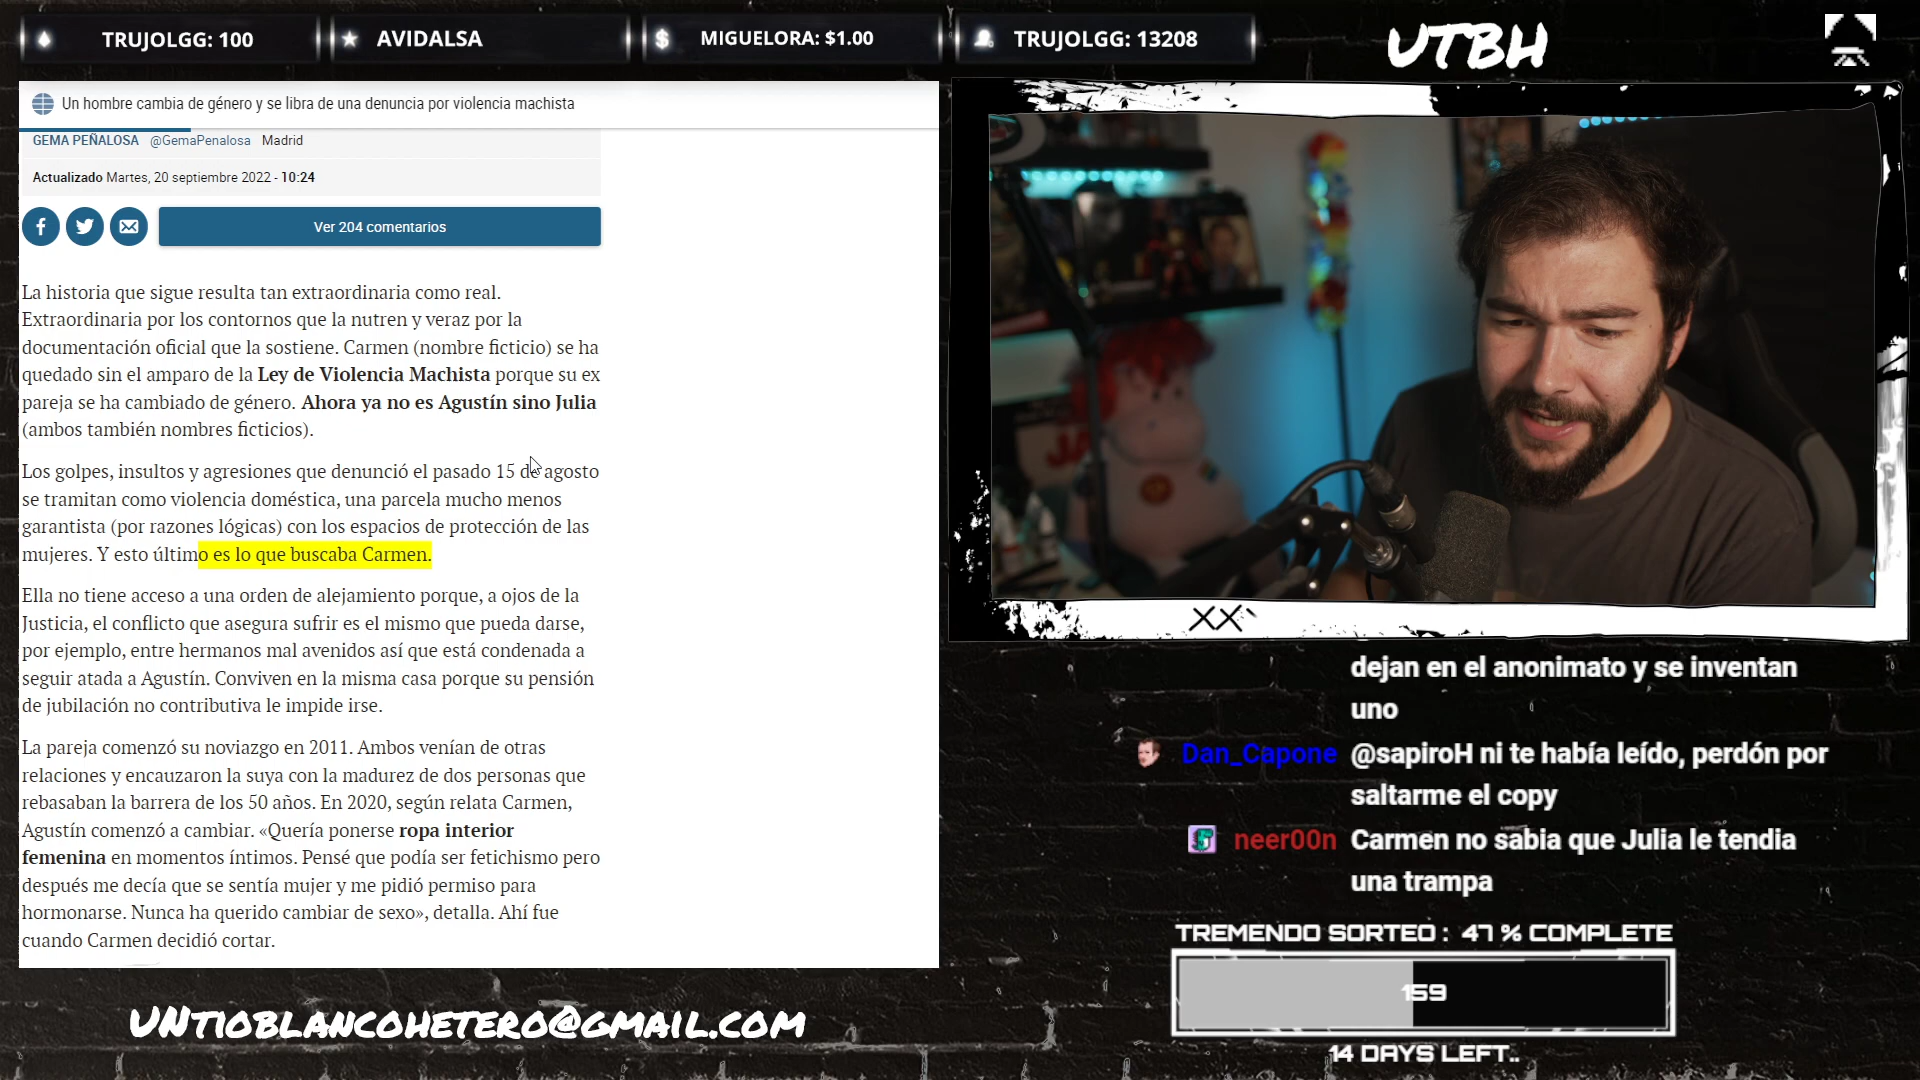 TRUJOLGG: 100
AVIDALSA
MIGUELORA: $1.00
TRUJOLGG: 13208
UTBH
Un hombre cambia de género y se libra de una denuncia por violencia machista
GEMA PEÑALOSA @GemaPenalosa Madrid
Actualizado Martes, 20 septiembre 2022 - 10:24
Ver 204 comentarios
La historia que sigue resulta tan extraordinaria como real.
Extraordinaria por los contornos que la nutren y veraz por la
documentación oficial que la sostiene. Carmen (nombre ficticio) se ha
quedado sin el amparo de la Ley de Violencia Machista porque su ex
pareja se ha cambiado de género. Ahora ya no es Agustín sino Julia
(ambos también nombres ficticios).
Los golpes, insultos y agresiones que denunció el pasado 15 de agosto
se tramitan como violencia doméstica, una parcela mucho menos
garantista (por razones lógicas) con los espacios de protección de las
mujeres. Y esto último es lo que buscaba Carmen.
Ella no tiene acceso a una orden de alejamiento porque, a ojos de la
Justicia, el conflicto que asegura sufrir es el mismo que pueda darse,
por ejemplo, entre hermanos mal avenidos así que está condenada a
seguir atada a Agustín. Conviven en la misma casa porque su pensión
de jubilación no contributiva le impide irse.
La pareja comenzó su noviazgo en 2011. Ambos venían de otras
relaciones y encauzaron la suya con la madurez de dos personas que
rebasaban la barrera de los 50 años. En 2020, según relata Carmen,
Agustín comenzó a cambiar. «Quería ponerse ropa interior
femenina en momentos íntimos. Pensé que podía ser fetichismo pero
después me decía que se sentía mujer y me pidió permiso para
hormonarse. Nunca ha querido cambiar de sexo», detalla. Ahí fue
cuando Carmen decidió cortar.
UNTIOBLANCOHETERO@GMAIL.COM
XX
dejan en el anonimato y se inventan
uno
Dan_Capone @sapiroH ni te había leído, perdón por
saltarme el copy
neer00n Carmen no sabia que Julia le tendia
una trampa
TREMENDO SORTEO : 47 % COMPLETE
159
14 DAYS LEFT..